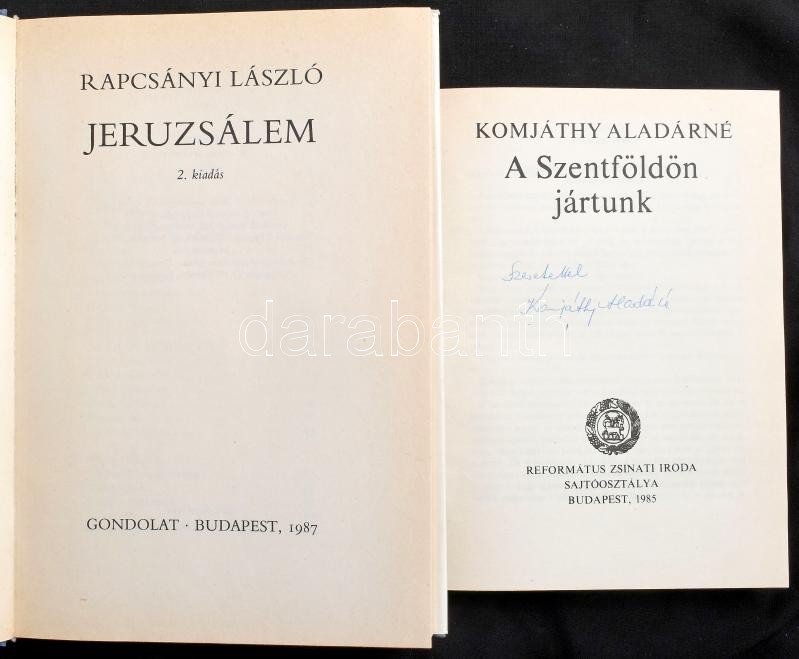 RAPCSÁNYI LÁSZLÓ
JERUZSÁLEM
2. kiadás
GONDOLAT · BUDAPEST, 1987
KOMJÁTHY ALADÁRNÉ
A Szentföldön
jártunk
Szeretettel
Komjáthy Aladárné
REFORMÁTUS ZSINATI IRODA
SAJTÓOSZTÁLYA
BUDAPEST, 1985
darabanth